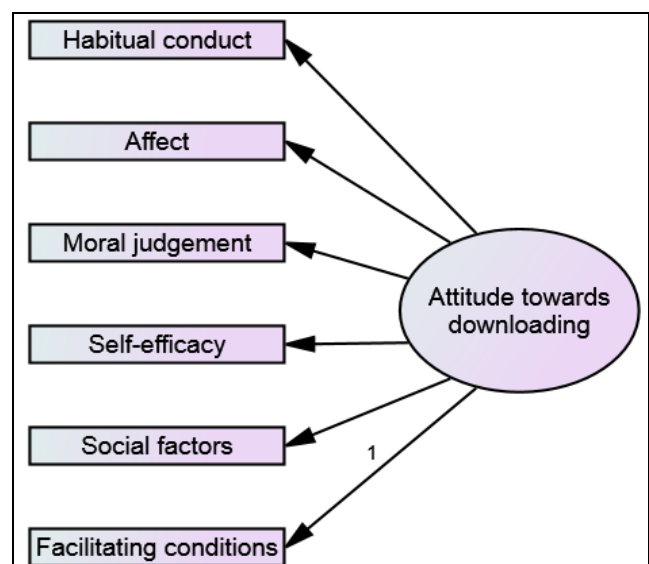 Habitual conduct
Affect
Moral judgement
Attitude towards
downloading
Self-efficacy
Social factors
1
Facilitating conditions